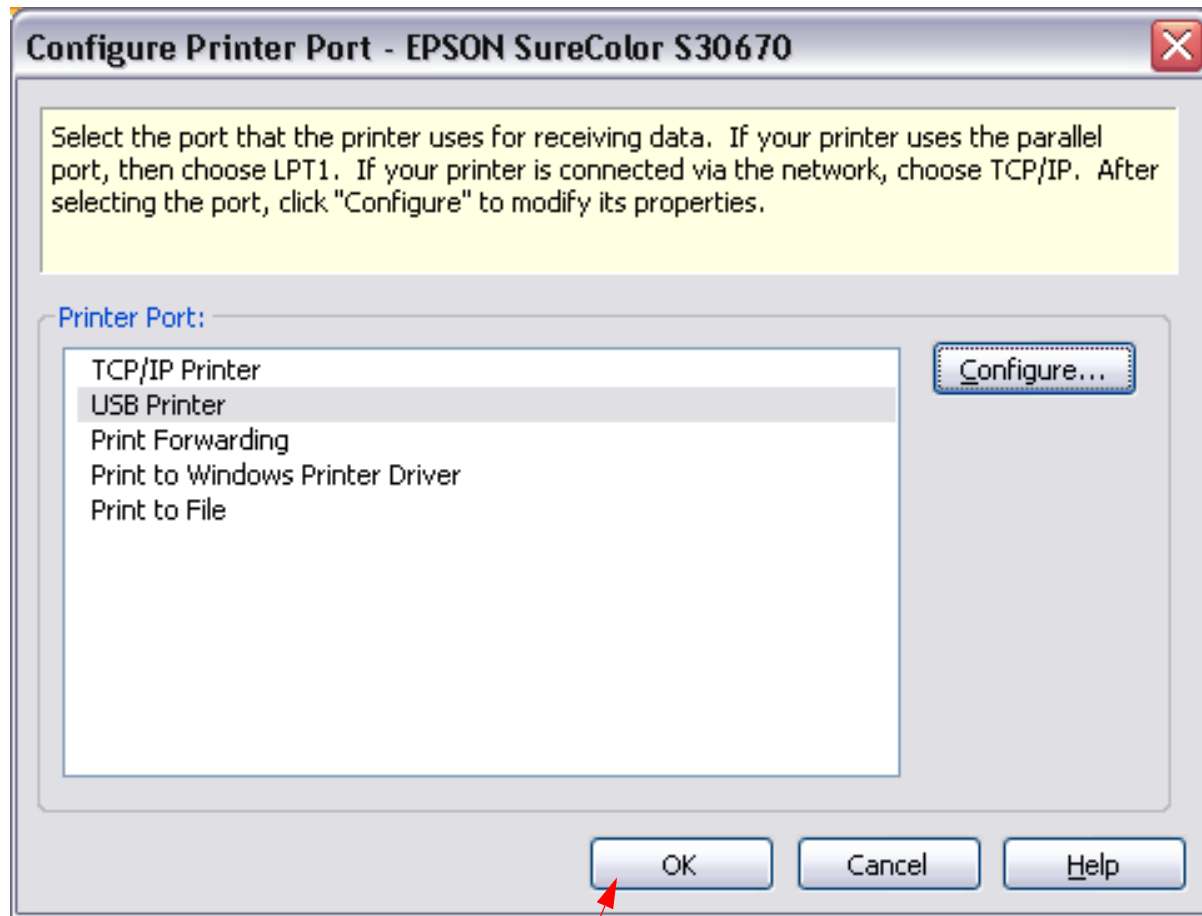 Configure Printer Port - EPSON SureColor S30670
Select the port that the printer uses for receiving data.  If your printer uses the parallel
port, then choose LPT1.  If your printer is connected via the network, choose TCP/IP.  After
selecting the port, click "Configure" to modify its properties.
Printer Port:
TCP/IP Printer
Configure...
USB Printer
Print Forwarding
Print to Windows Printer Driver
Print to File
OK
Cancel
Help